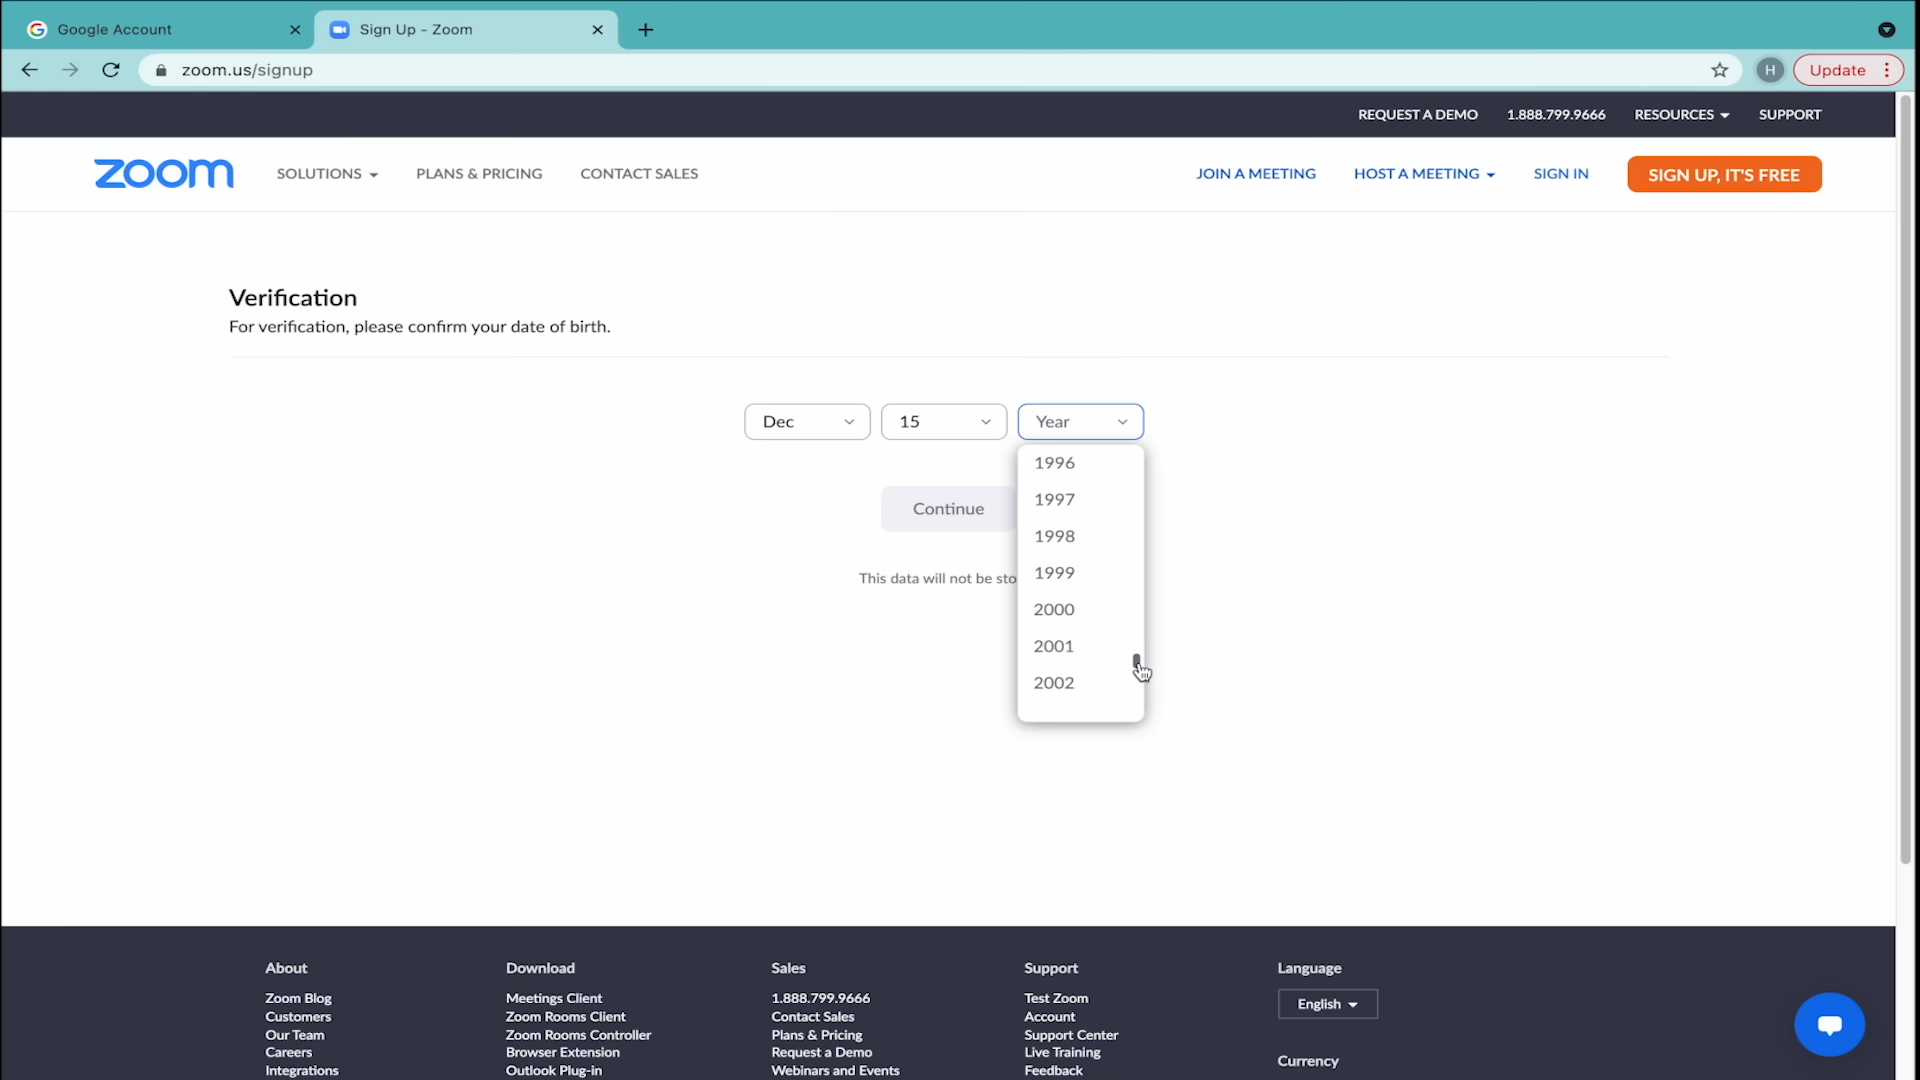 Google Account
Sign Up - Zoom
zoom.us/signup
H
Update
REQUEST A DEMO
1.888.799.9666
RESOURCES
SUPPORT
zoom
SOLUTIONS
PLANS & PRICING
CONTACT SALES
JOIN A MEETING
HOST A MEETING
SIGN IN
SIGN UP, IT'S FREE
Verification
For verification, please confirm your date of birth.
Dec
15
Year
1996
1997
1998
1999
2000
2001
2002
Continue
This data will not be sto
About
Zoom Blog
Customers
Our Team
Careers
Integrations
Download
Meetings Client
Zoom Rooms Client
Zoom Rooms Controller
Browser Extension
Outlook Plug-in
Sales
1.888.799.9666
Contact Sales
Plans & Pricing
Request a Demo
Webinars and Events
Support
Test Zoom
Account
Support Center
Live Training
Feedback
Language
English
Currency